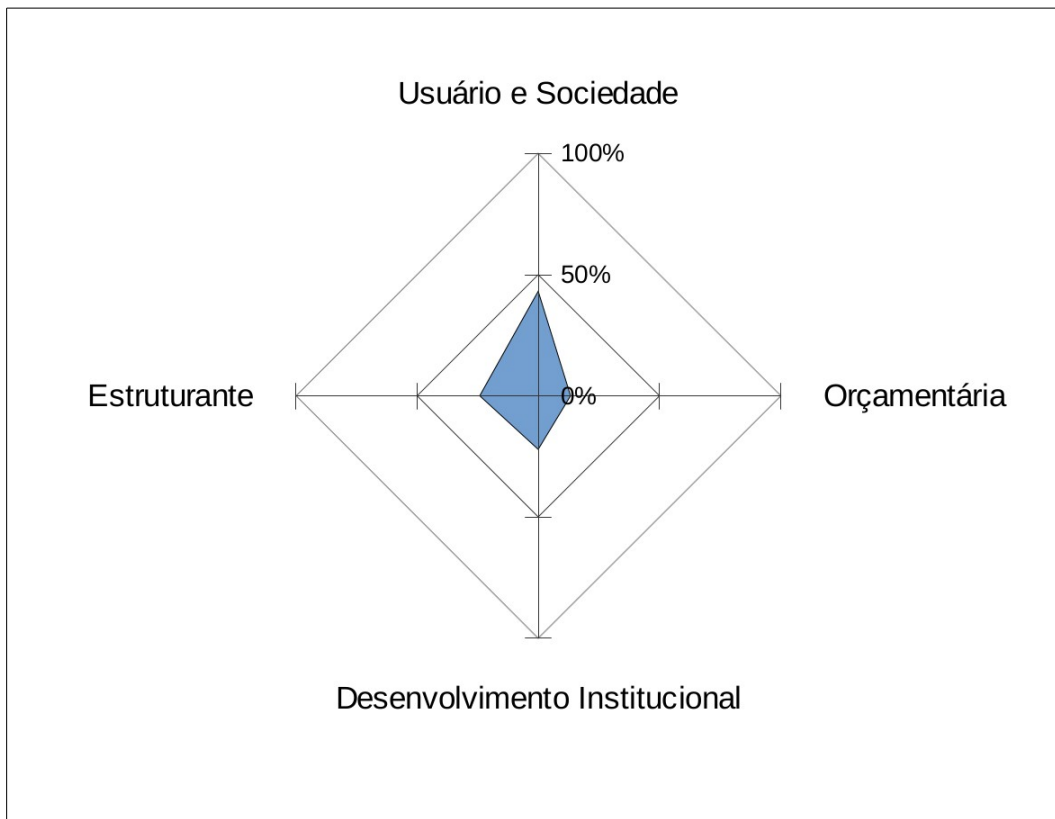 Usuário e Sociedade
100%
50%
Estruturante
0%
Orçamentária
Desenvolvimento Institucional